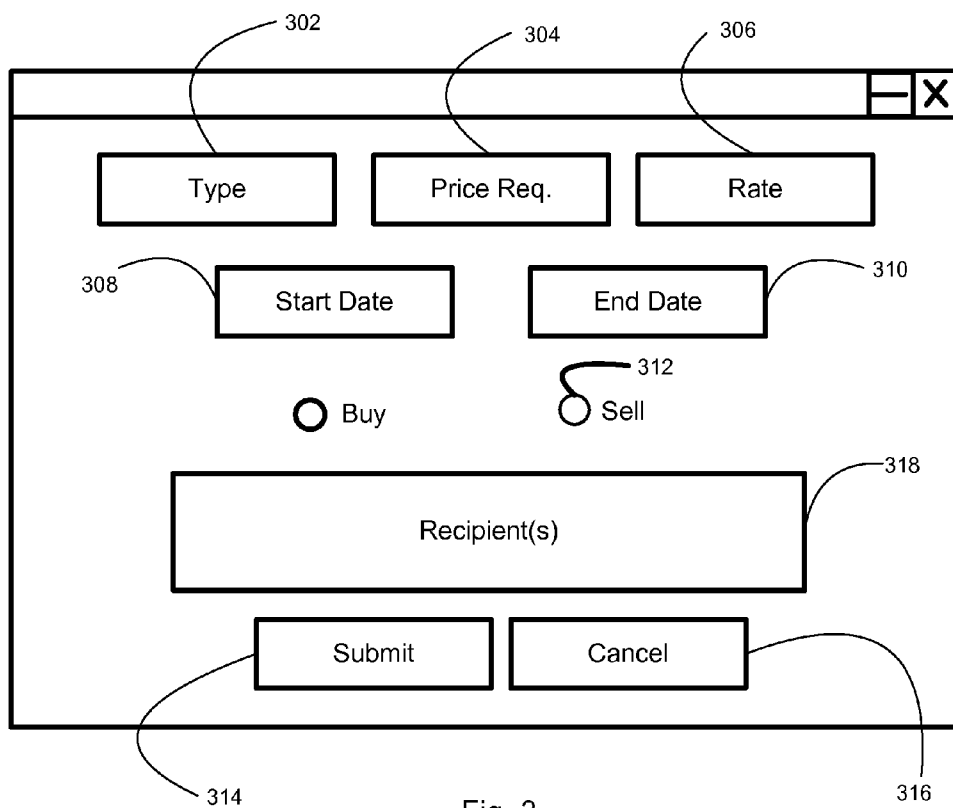 302
304
306
X
Type
Price Req.
Rate
308
Start Date
End Date
310
312
Buy
Sell
318
Recipient(s)
Submit
Cancel
314
316